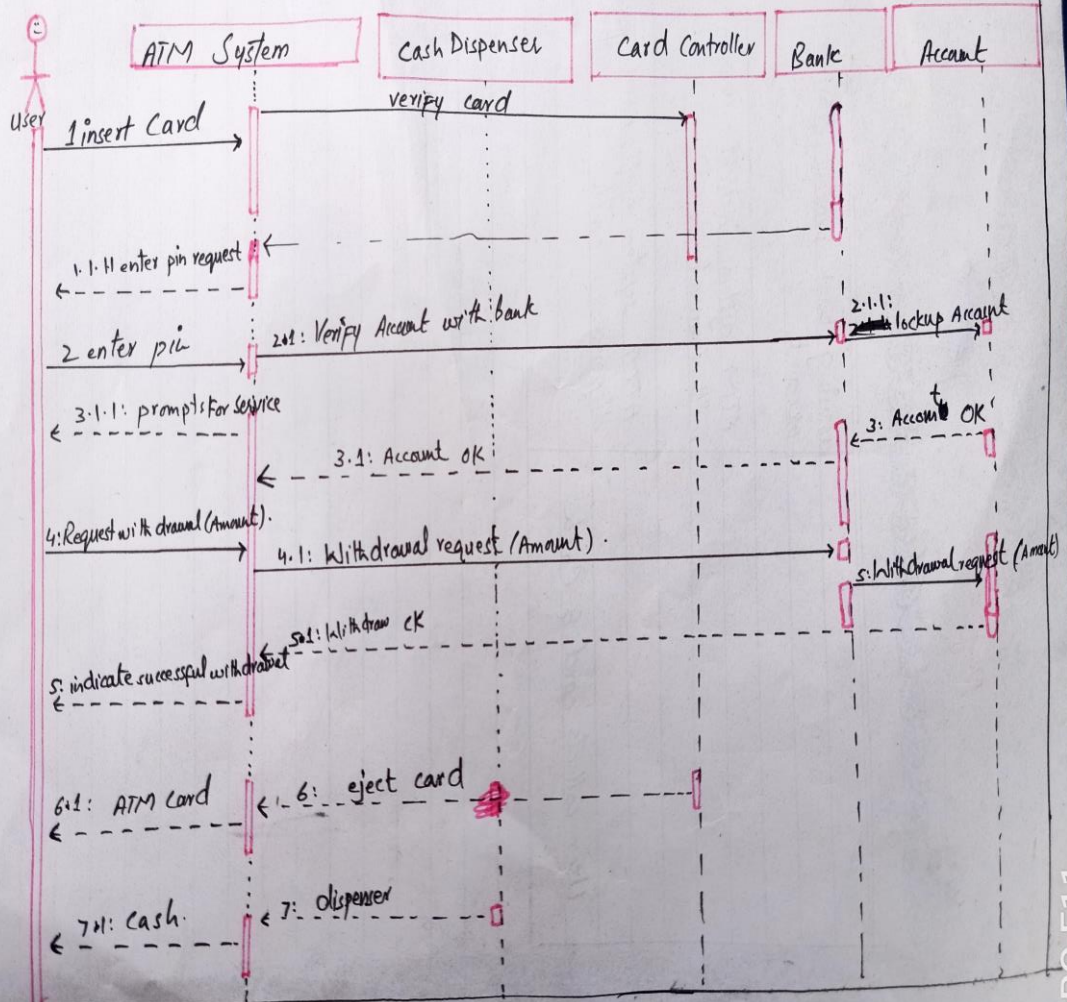 ATM System
Cash Dispenser
Card Controller
Bank
Account
User
verify card
1 insert Card
1.1.1 enter pin request
2 enter pin
2.1: Verify Account with bank
2.1.1:
lockup Account
3.1.1: prompts for service
3: Account OK
3.1: Account OK
4: Request withdrawal (Amount).
4.1: Withdrawal request (Amount).
5: Withdrawal request (Amount)
5.1: Withdraw ok
5: indicate successful withdrawal
6: eject card
6.1: ATM Card
7: dispenser
7.1: Cash.